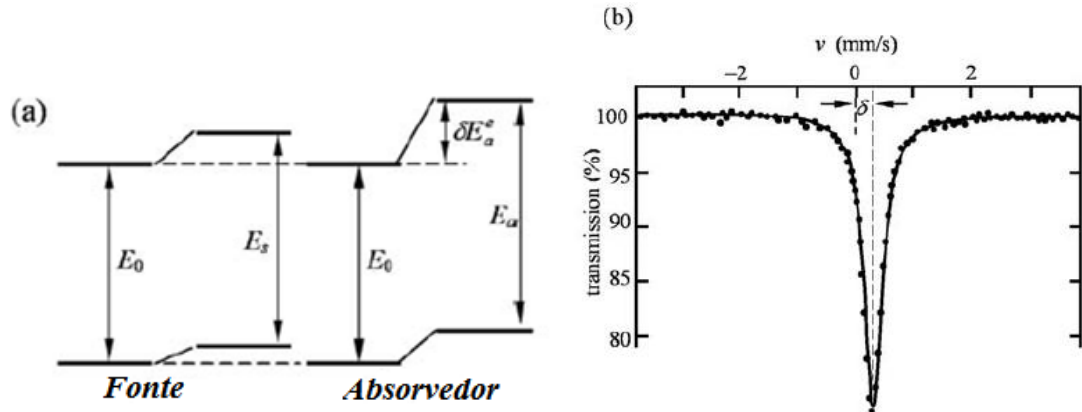 (a)
δE_a^e
E_0
E_s
E_0
E_a
Fonte
Absorvedor
(b)
v (mm/s)
−2 0 2
δ
100
95
90
85
80
transmission (%)